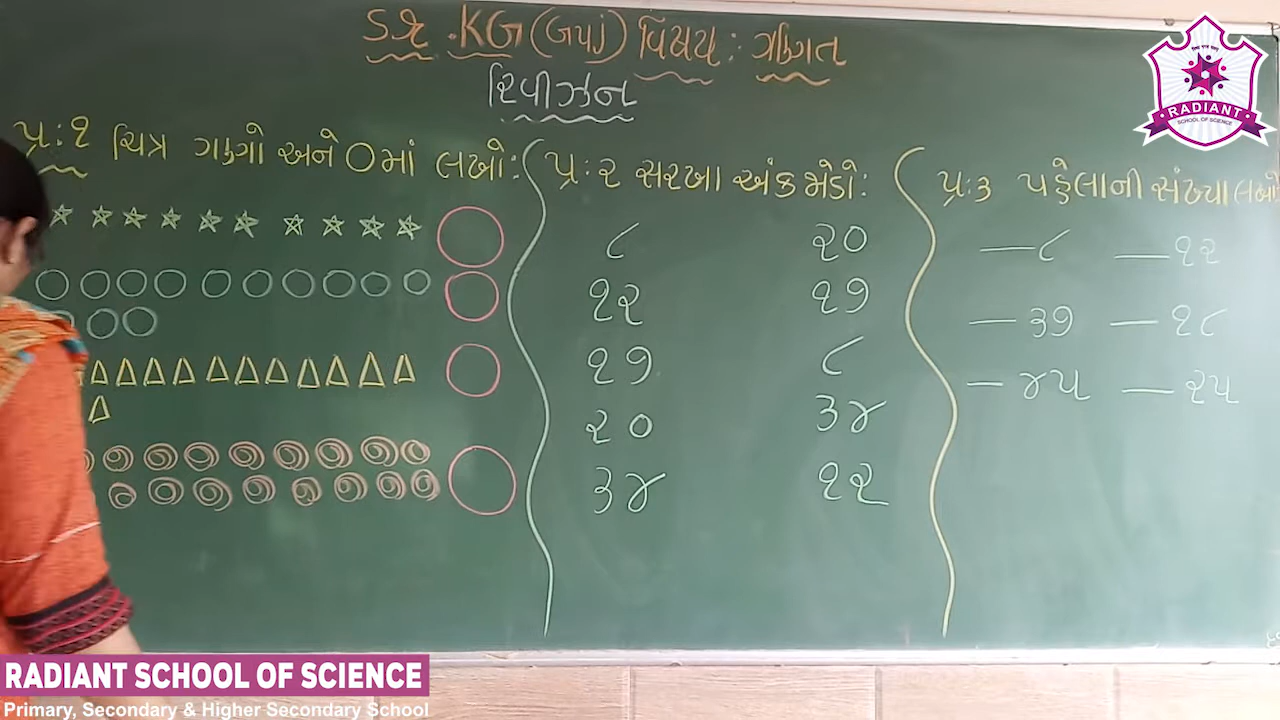 ડર .KG (Guj) વિષય : ગણિત
રિવીઝન
પ્ર:૧ ચિત્ર ગણો અને ○માં લખો:
પ્ર:૨ સરખા અંક જોડો:
૮ ૨૦
૧૨ ૧૭
૧૭ ૮
૨૦ ૩૪
૩૪ ૧૨
પ્ર:૩ પહેલાની સંખ્યા લખો
—૮ —૧૨
—૩૭ —૧૮
—૪૫ —૨૫
RADIANT
SCHOOL OF SCIENCE
RADIANT SCHOOL OF SCIENCE
Primary, Secondary & Higher Secondary School